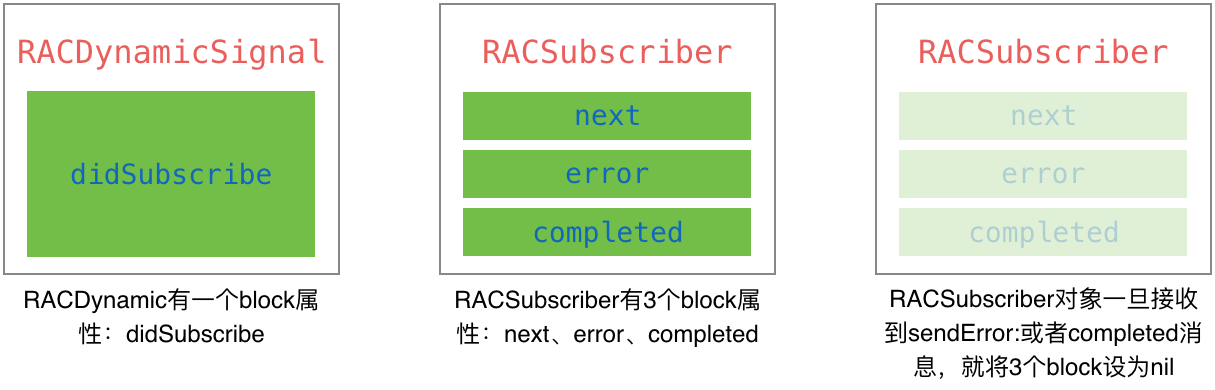 RACDynamicSignal
didSubscribe
RACDynamic有一个block属
性：didSubscribe
RACSubscriber
next
error
completed
RACSubscriber有3个block属
性：next、error、completed
RACSubscriber
next
error
completed
RACSubscriber对象一旦接收
到sendError:或者completed消
息，就将3个block设为nil